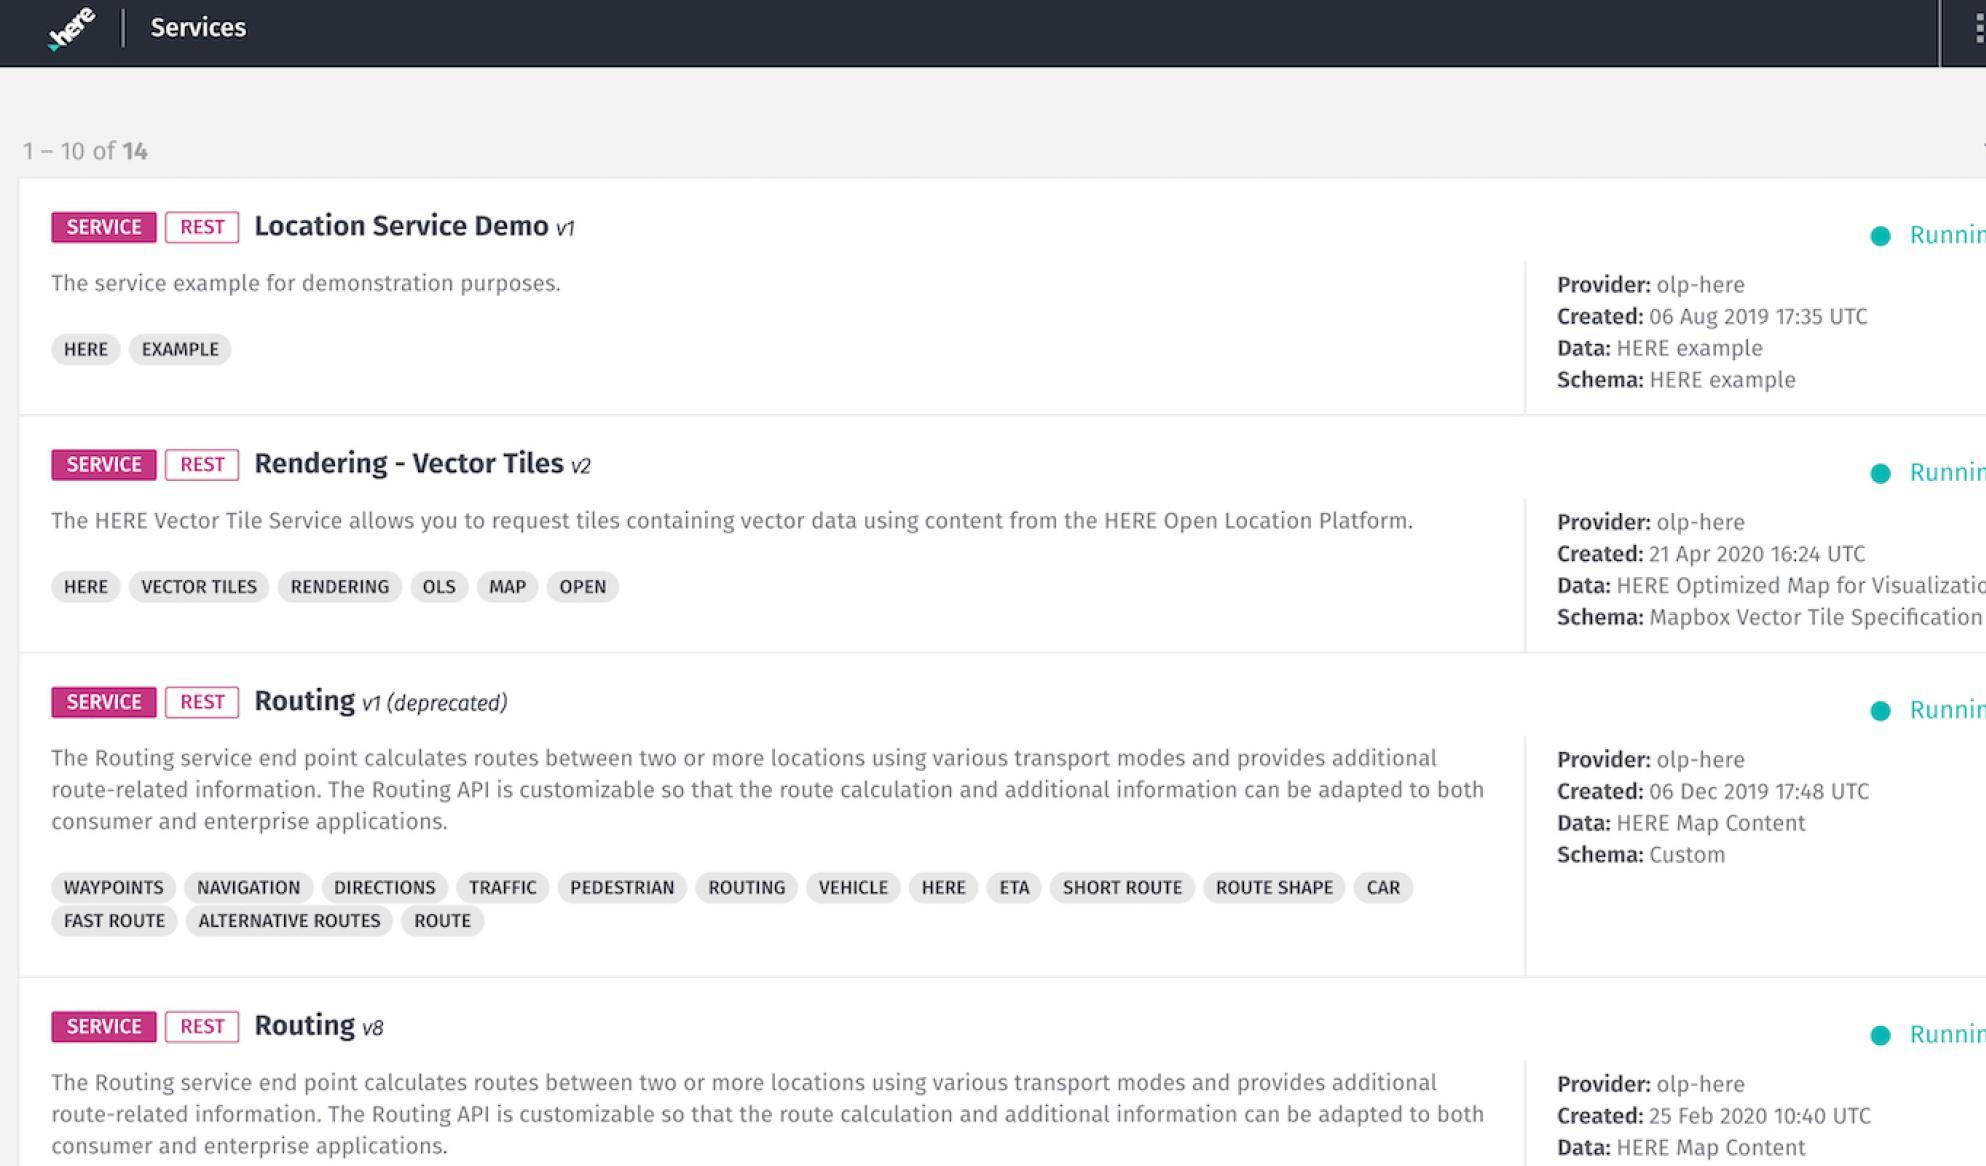 here Services
1 – 10 of 14
SERVICE REST Location Service Demo v1
Running
The service example for demonstration purposes.
HERE EXAMPLE
Provider: olp-here
Created: 06 Aug 2019 17:35 UTC
Data: HERE example
Schema: HERE example
SERVICE REST Rendering - Vector Tiles v2
Runnin
The HERE Vector Tile Service allows you to request tiles containing vector data using content from the HERE Open Location Platform.
HERE VECTOR TILES RENDERING OLS MAP OPEN
Provider: olp-here
Created: 21 Apr 2020 16:24 UTC
Data: HERE Optimized Map for Visualizatio
Schema: Mapbox Vector Tile Specification
SERVICE REST Routing v1 (deprecated)
Runnin
The Routing service end point calculates routes between two or more locations using various transport modes and provides additional
route-related information. The Routing API is customizable so that the route calculation and additional information can be adapted to both
consumer and enterprise applications.
WAYPOINTS NAVIGATION DIRECTIONS TRAFFIC PEDESTRIAN ROUTING VEHICLE HERE ETA SHORT ROUTE ROUTE SHAPE CAR
FAST ROUTE ALTERNATIVE ROUTES ROUTE
Provider: olp-here
Created: 06 Dec 2019 17:48 UTC
Data: HERE Map Content
Schema: Custom
SERVICE REST Routing v8
Runnin
The Routing service end point calculates routes between two or more locations using various transport modes and provides additional
route-related information. The Routing API is customizable so that the route calculation and additional information can be adapted to both
consumer and enterprise applications.
Provider: olp-here
Created: 25 Feb 2020 10:40 UTC
Data: HERE Map Content